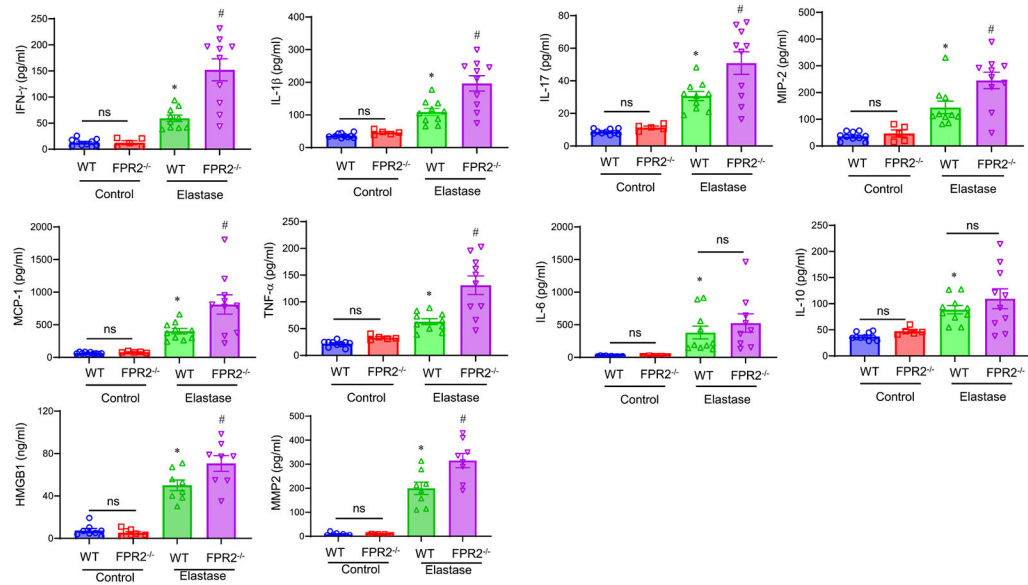 IFN-γ (pg/ml)
250
200
150
100
50
0
ns
*
#
WT FPR2-/- WT FPR2-/-
Control Elastase
IL-1β (pg/ml)
400
300
200
100
0
ns
*
#
WT FPR2-/- WT FPR2-/-
Control Elastase
IL-17 (pg/ml)
80
60
40
20
0
ns
*
#
WT FPR2-/- WT FPR2-/-
Control Elastase
MIP-2 (pg/ml)
500
400
300
200
100
0
ns
*
#
WT FPR2-/- WT FPR2-/-
Control Elastase
MCP-1 (pg/ml)
2000
1500
1000
500
0
ns
*
#
WT FPR2-/- WT FPR2-/-
Control Elastase
TNF-α (pg/ml)
250
200
150
100
50
0
ns
*
#
WT FPR2-/- WT FPR2-/-
Control Elastase
IL-6 (pg/ml)
2000
1500
1000
500
0
ns
*
ns
WT FPR2-/- WT FPR2-/-
Control Elastase
IL-10 (pg/ml)
250
200
150
100
50
0
ns
*
ns
WT FPR2-/- WT FPR2-/-
Control Elastase
HMGB1 (ng/ml)
120
80
40
0
ns
*
#
WT FPR2-/- WT FPR2-/-
Control Elastase
MMP2 (pg/ml)
500
400
300
200
100
0
ns
*
#
WT FPR2-/- WT FPR2-/-
Control Elastase